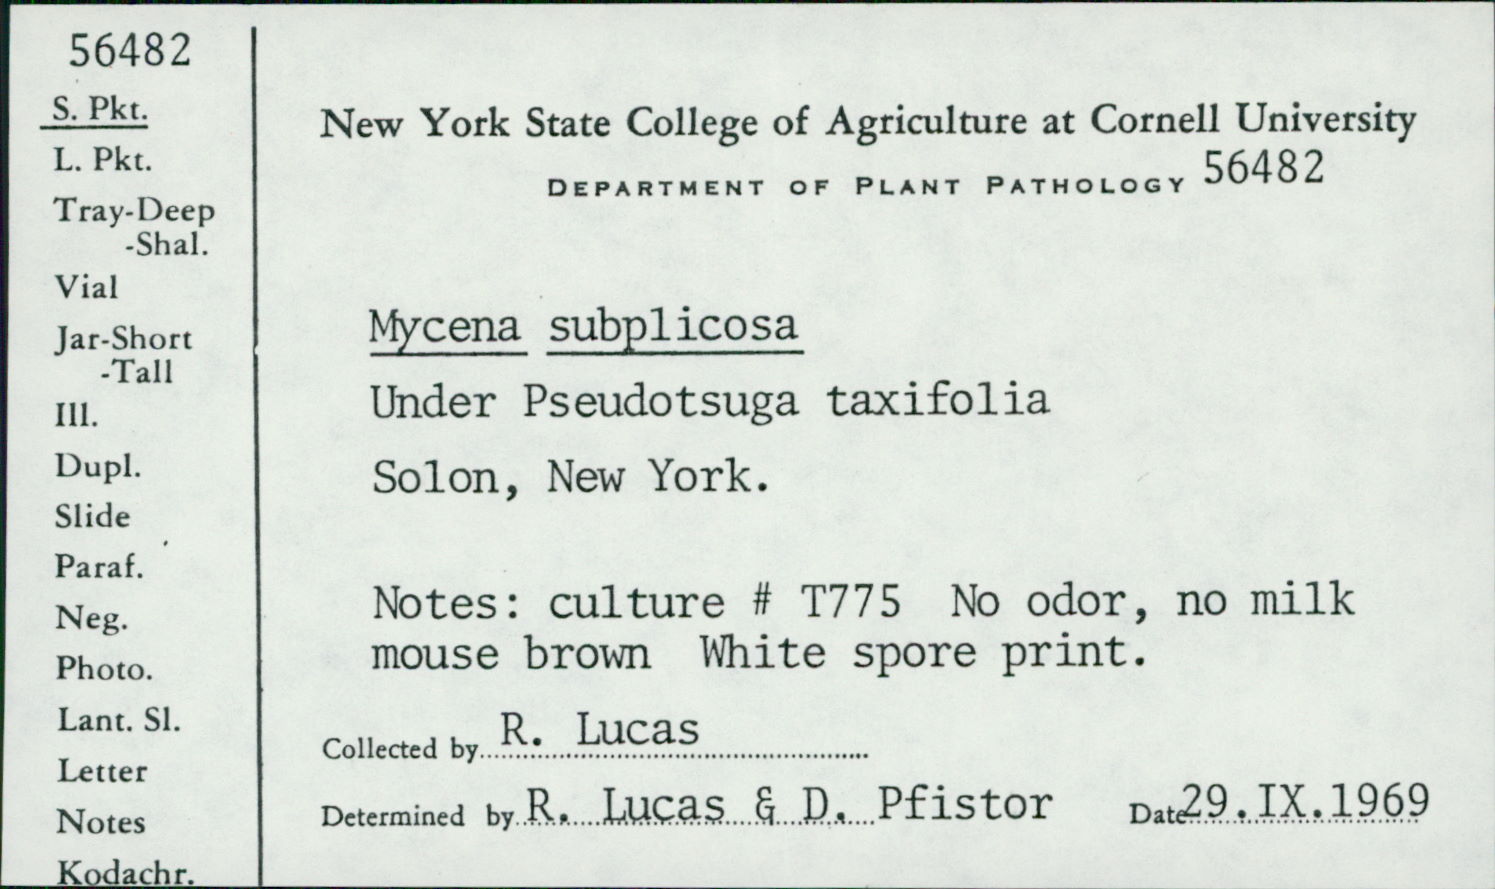 56482
S. Pkt.
L. Pkt.
Tray-Deep
-Shal.
Vial
Jar-Short
-Tall
Ill.
Dupl.
Slide
Paraf.
Neg.
Photo.
Lant. Sl.
Letter
Notes
Kodachr.
New York State College of Agriculture at Cornell University
DEPARTMENT OF PLANT PATHOLOGY 56482
Mycena subplicosa
Under Pseudotsuga taxifolia
Solon, New York.
Notes: culture # T775 No odor, no milk
mouse brown White spore print.
Collected by R. Lucas
Determined by R. Lucas & D. Pfistor Date 29.IX.1969